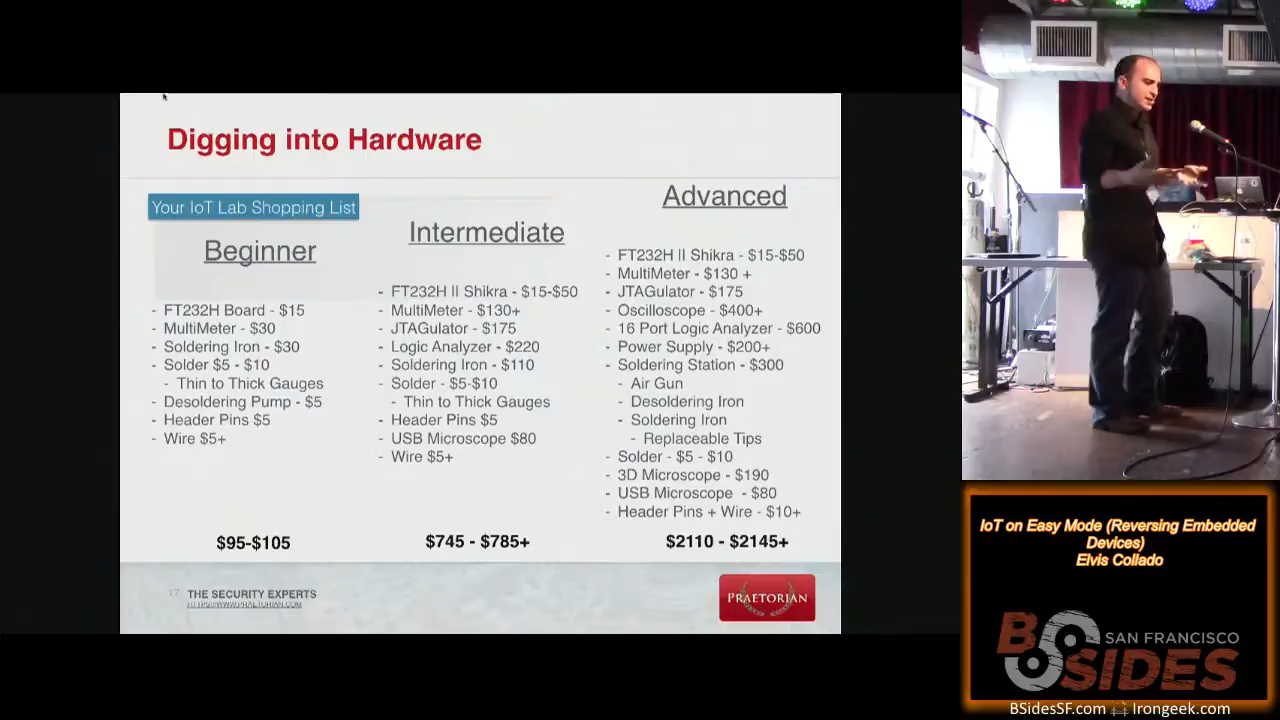 Digging into Hardware
Your IoT Lab Shopping List
Beginner
- FT232H Board - $15
- MultiMeter - $30
- Soldering Iron - $30
- Solder $5 - $10
- Thin to Thick Gauges
- Desoldering Pump - $5
- Header Pins $5
- Wire $5+
$95-$105
Intermediate
- FT232H || Shikra - $15-$50
- MultiMeter - $130+
- JTAGulator - $175
- Logic Analyzer - $220
- Soldering Iron - $110
- Solder - $5-$10
- Thin to Thick Gauges
- Header Pins $5
- USB Microscope $80
- Wire $5+
$745 - $785+
Advanced
- FT232H || Shikra - $15-$50
- MultiMeter - $130 +
- JTAGulator - $175
- Oscilloscope - $400+
- 16 Port Logic Analyzer - $600
- Power Supply - $200+
- Soldering Station - $300
- Air Gun
- Desoldering Iron
- Soldering Iron
- Replaceable Tips
- Solder - $5 - $10
- 3D Microscope - $190
- USB Microscope - $80
- Header Pins + Wire - $10+
$2110 - $2145+
17 THE SECURITY EXPERTS
HTTPS://WWW.PRAETORIAN.COM
PRAETORIAN
IoT on Easy Mode (Reversing Embedded
Devices)
Elvis Collado
BSIDES
SAN FRANCISCO
BSidesSF.com Irongeek.com